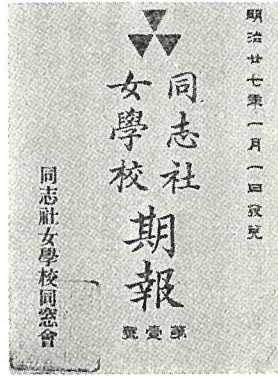 明治廿七年一月一日發兌
同志社
女學校
期報
第壹號
同志社女學校同窓會